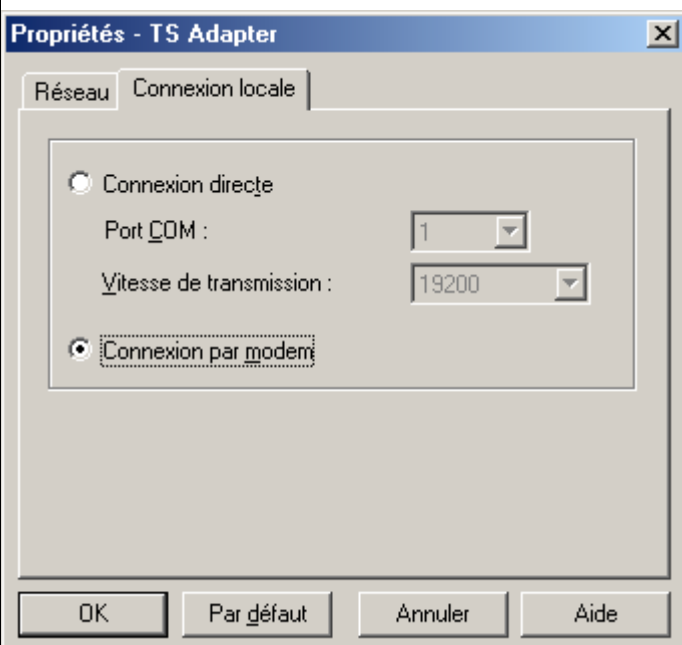 Propriétés - TS Adapter
Réseau Connexion locale
Connexion directe
Port COM : 1
Vitesse de transmission : 19200
Connexion par modem
OK Par défaut Annuler Aide